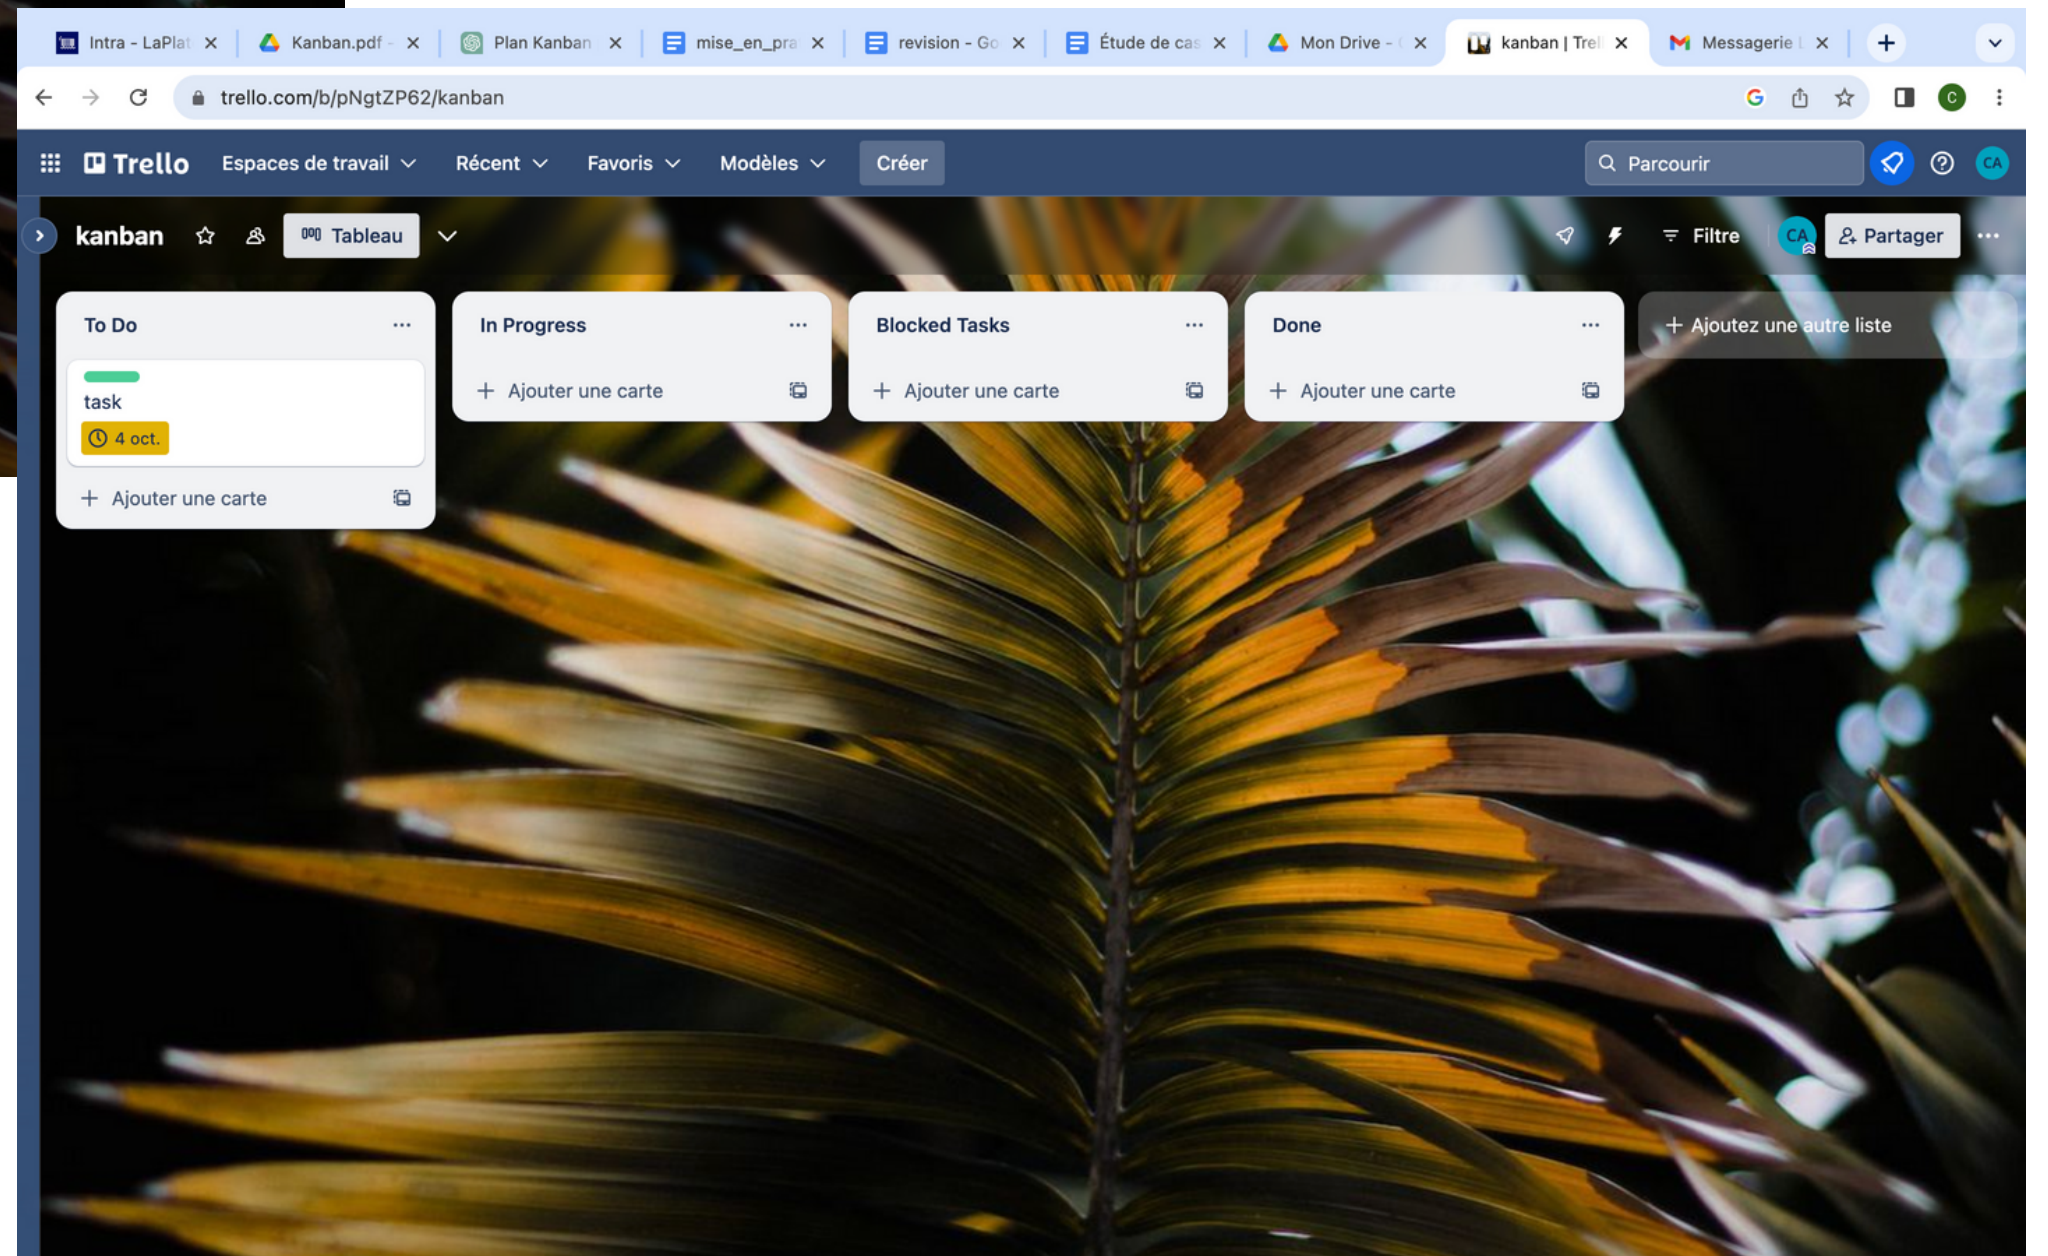 Intra - LaPlat
Kanban.pdf -
Plan Kanban
mise_en_pra
revision - Go
Étude de cas
Mon Drive -
kanban | Trel
Messagerie
trello.com/b/pNgtZP62/kanban
C
Trello
Espaces de travail
Récent
Favoris
Modèles
Créer
Parcourir
CA
kanban
Tableau
Filtre
CA
Partager
To Do
task
4 oct.
Ajouter une carte
In Progress
Ajouter une carte
Blocked Tasks
Ajouter une carte
Done
Ajouter une carte
Ajoutez une autre liste